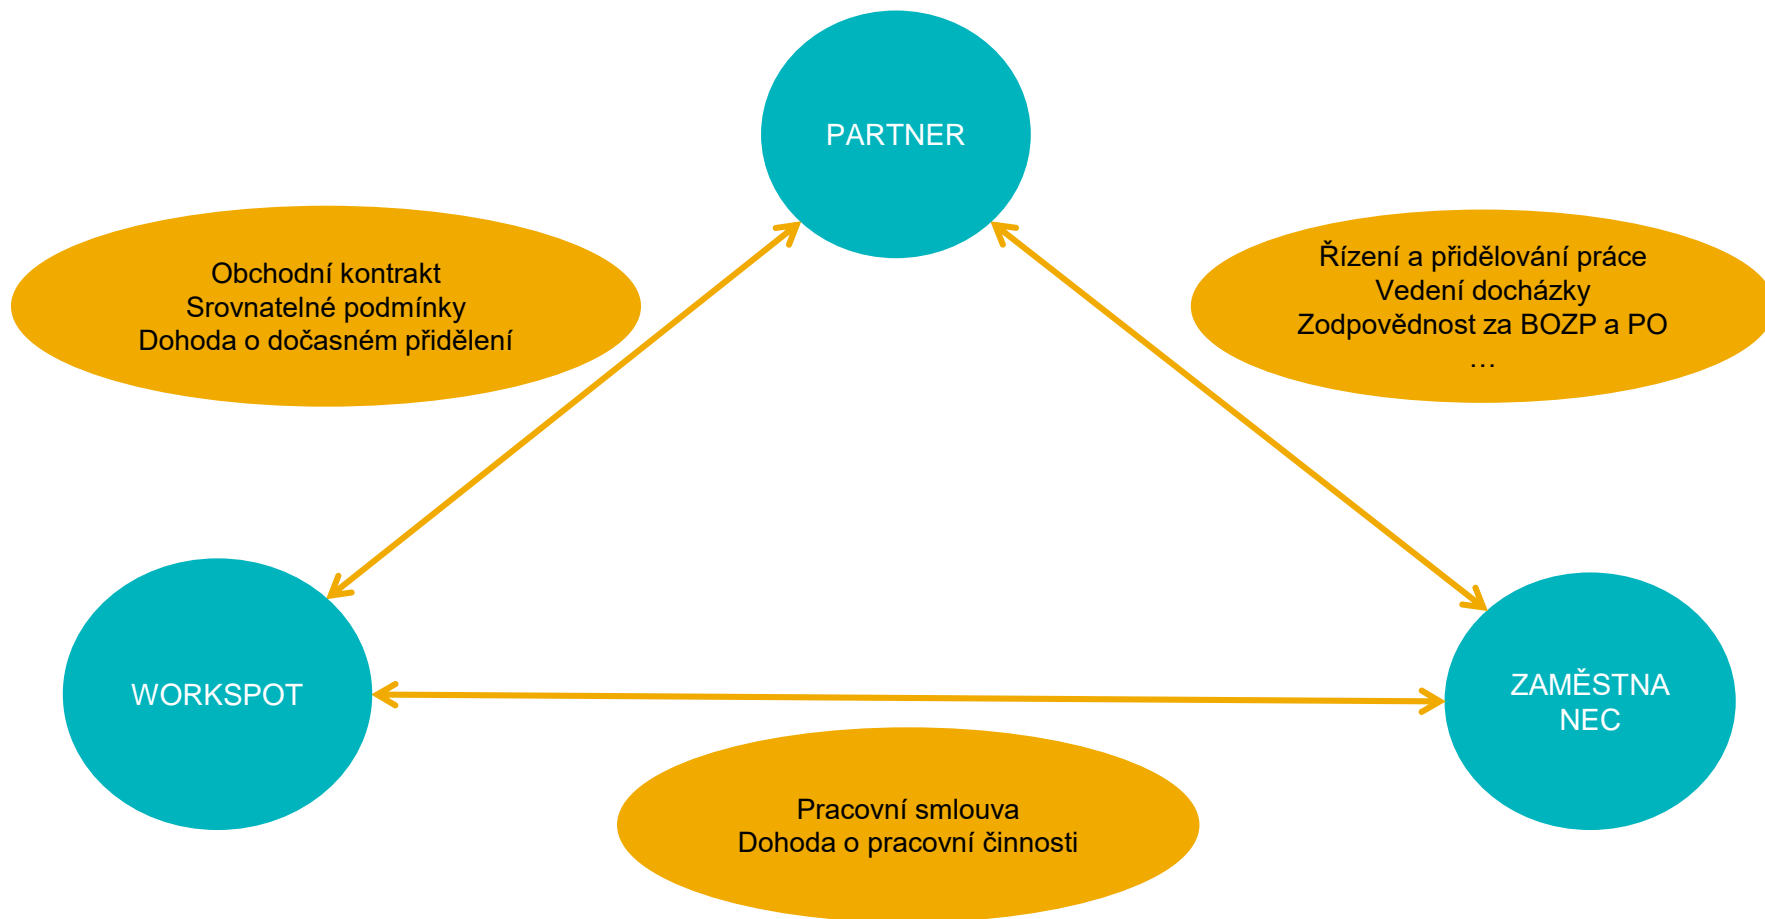 PARTNER
Obchodní kontrakt
Srovnatelné podmínky
Dohoda o dočasném přidělení
Řízení a přidělování práce
Vedení docházky
Zodpovědnost za BOZP a PO
…
WORKSPOT
ZAMĚSTNA
NEC
Pracovní smlouva
Dohoda o pracovní činnosti